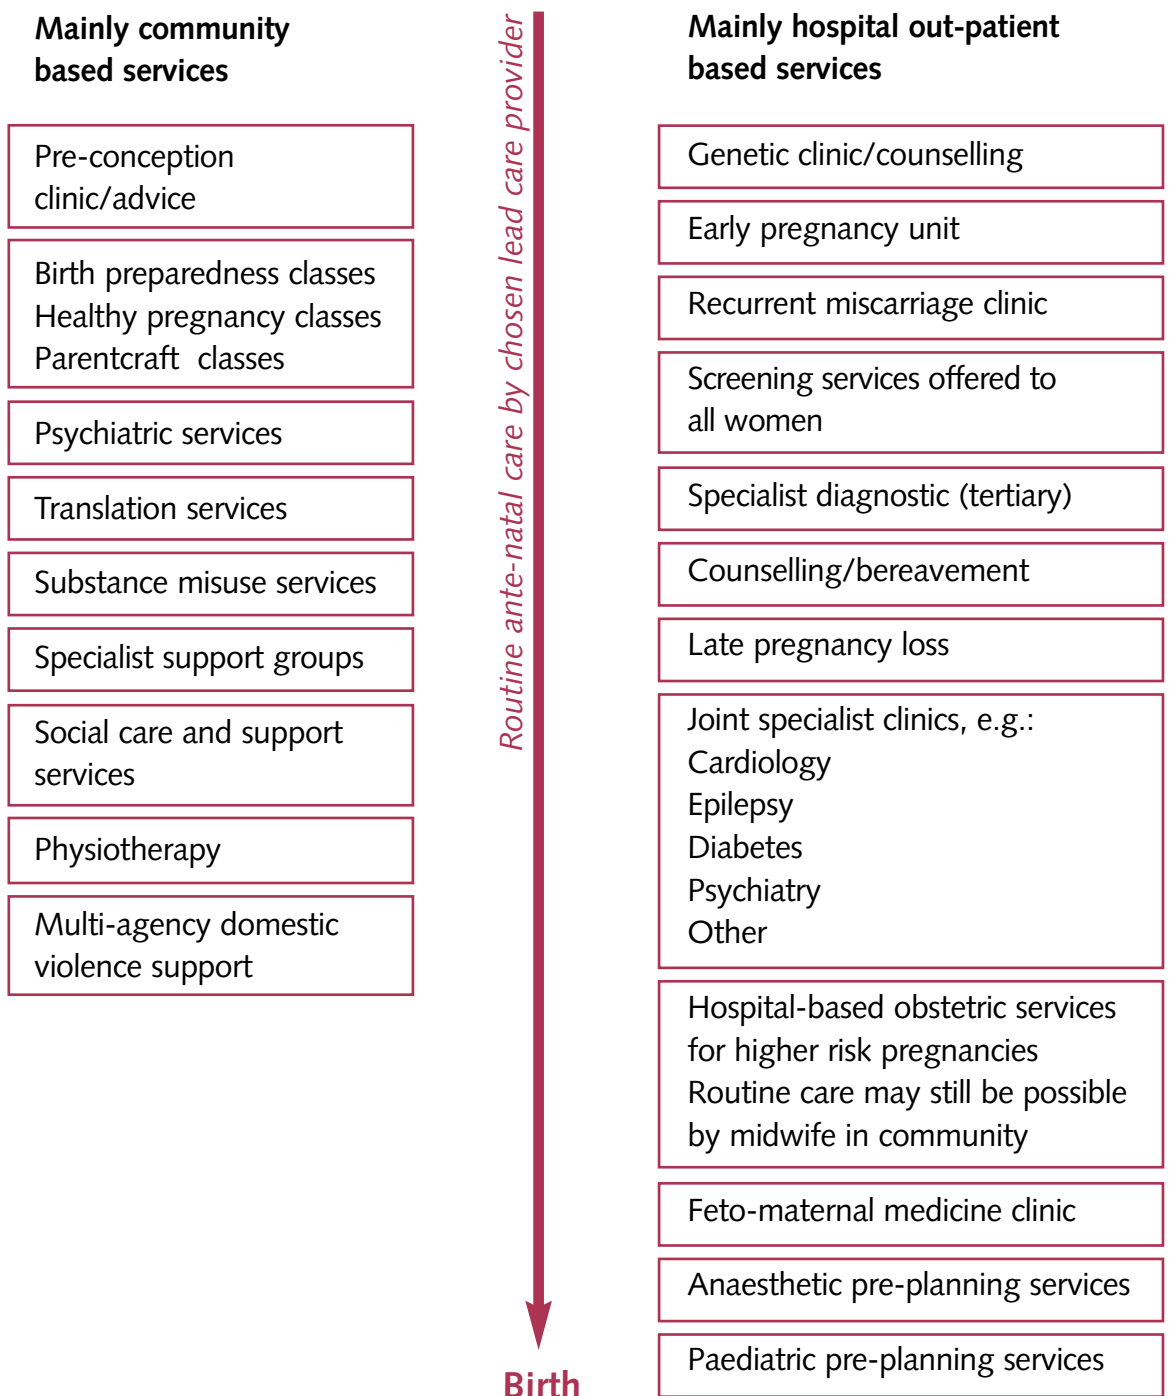 Mainly community
based services
Pre-conception
clinic/advice
Birth preparedness classes
Healthy pregnancy classes
Parentcraft classes
Psychiatric services
Translation services
Substance misuse services
Specialist support groups
Social care and support
services
Physiotherapy
Multi-agency domestic
violence support
Routine ante-natal care by chosen lead care provider
Birth
Mainly hospital out-patient
based services
Genetic clinic/counselling
Early pregnancy unit
Recurrent miscarriage clinic
Screening services offered to
all women
Specialist diagnostic (tertiary)
Counselling/bereavement
Late pregnancy loss
Joint specialist clinics, e.g.:
Cardiology
Epilepsy
Diabetes
Psychiatry
Other
Hospital-based obstetric services
for higher risk pregnancies
Routine care may still be possible
by midwife in community
Feto-maternal medicine clinic
Anaesthetic pre-planning services
Paediatric pre-planning services